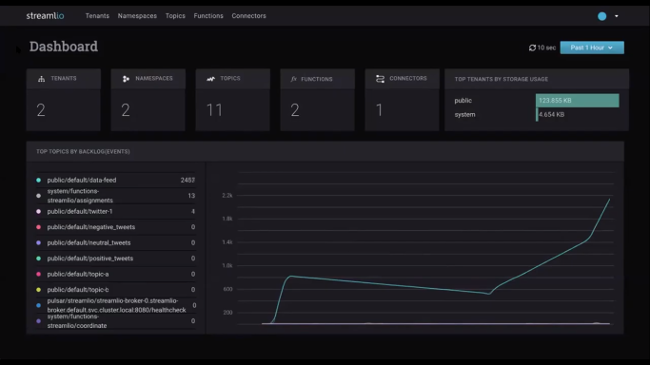 streamlio Tenants Namespaces Topics Functions Connectors
Dashboard
10 sec Past 1 Hour
TENANTS
2
NAMESPACES
2
TOPICS
11
FUNCTIONS
2
CONNECTORS
1
TOP TENANTS BY STORAGE USAGE
public 123.835 KB
system 4.654 KB
TOP TOPICS BY BACKLOG(EVENTS)
public/default/data-feed 2452
system/functions-
streamlio/assignments 13
public/default/twitter-1 4
public/default/negative_tweets 0
public/default/neutral_tweets 0
public/default/positive_tweets 0
public/default/topic-a 0
public/default/topic-b 0
pulsar/streamlio/streamlio-broker-0.streamlio-
broker.default.svc.cluster.local:8080/healthcheck 0
system/functions-
streamlio/coordinate 0
2.2k
1.8k
1.4k
1.0k
600
200